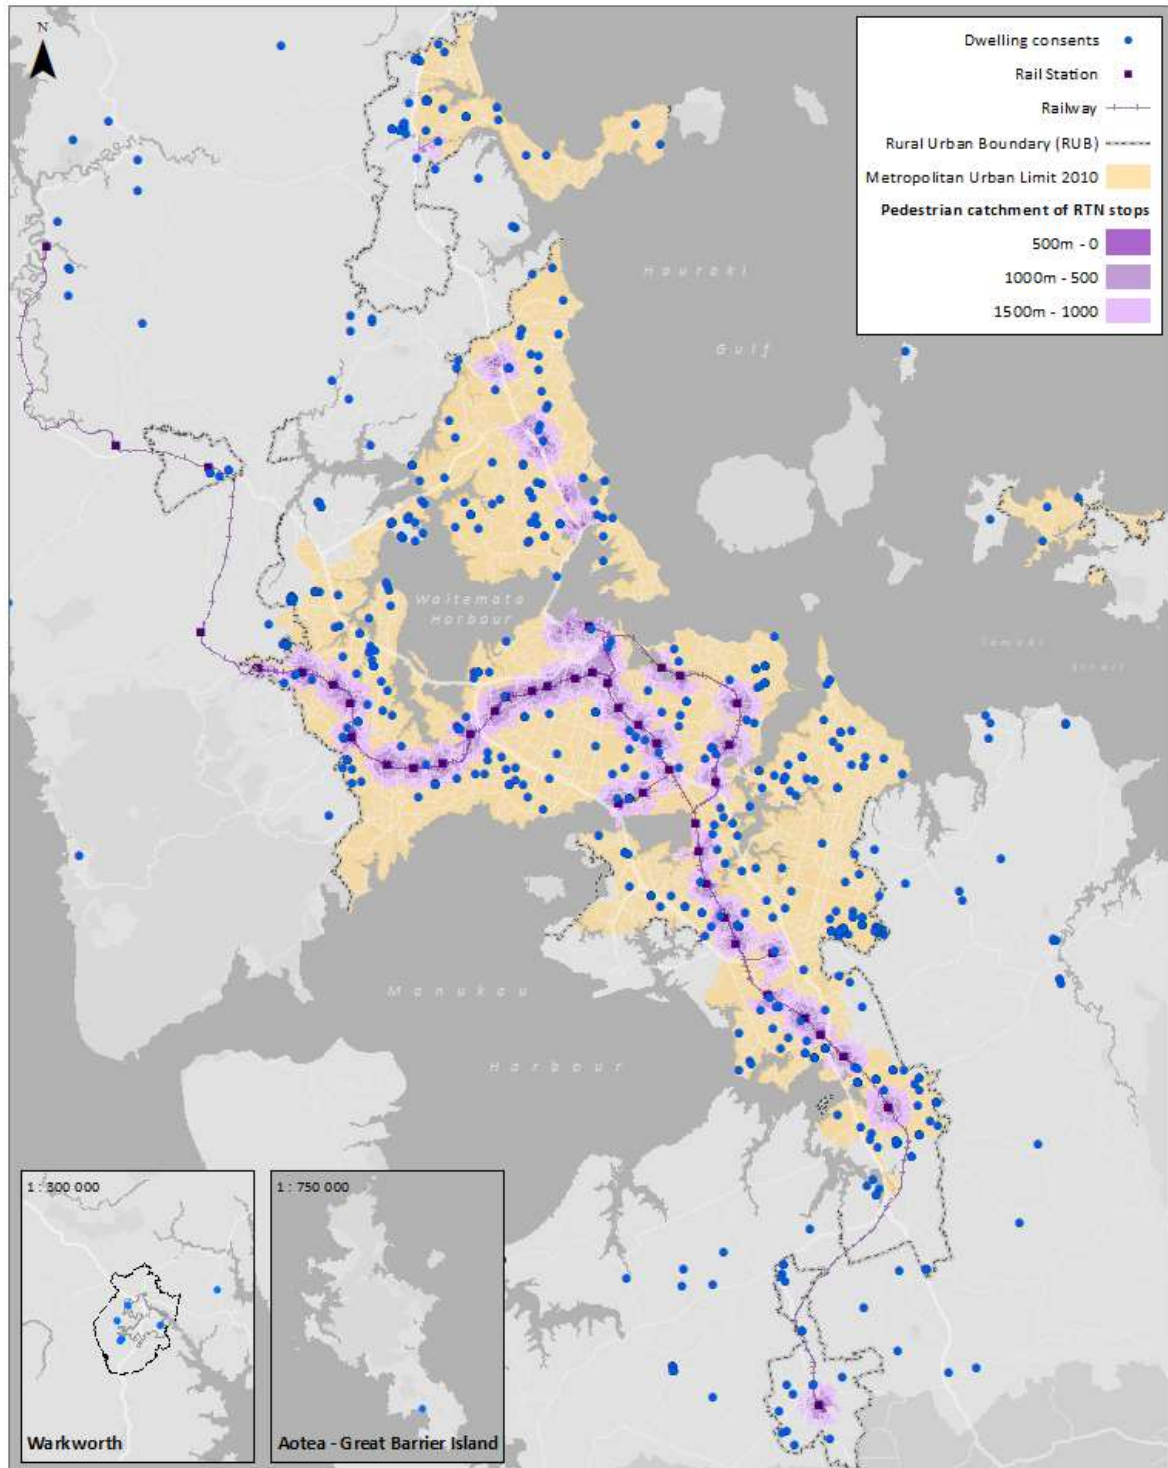 N
Dwelling consents
Rail Station
Railway
Rural Urban Boundary (RUB)
Metropolitan Urban Limit 2010
Pedestrian catchment of RTN stops
500m - 0
1000m - 500
1500m - 1000
Hauraki
Gulf
Waitemata
Harbour
Tamaki
Strait
Manukau
Harbour
1 : 300 000
Warkworth
1 : 750 000
Aotea - Great Barrier Island